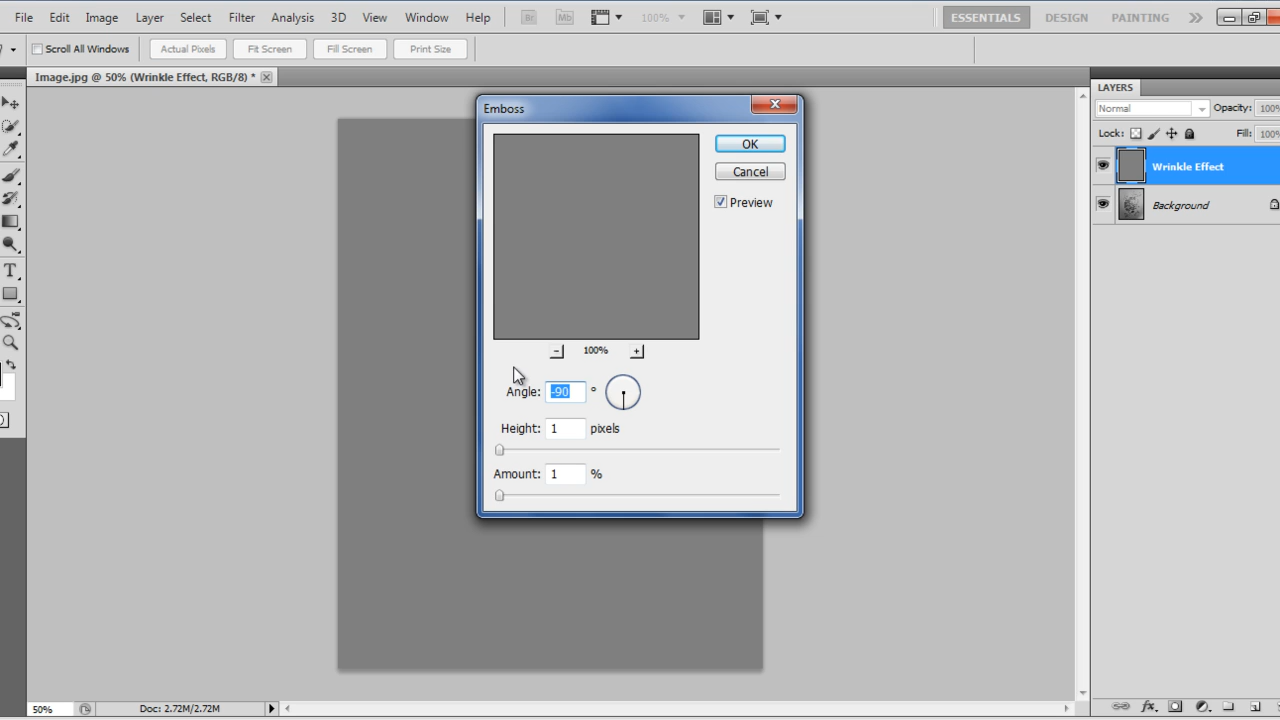 File Edit Image Layer Select Filter Analysis 3D View Window Help Br Mb 100% ESSENTIALS DESIGN PAINTING
Scroll All Windows Actual Pixels Fit Screen Fill Screen Print Size
Image.jpg @ 50% (Wrinkle Effect, RGB/8) *
LAYERS
Normal Opacity: 100%
Lock: Fill: 100%
Wrinkle Effect
Background
Emboss
OK
Cancel
Preview
100%
Angle: -90 °
Height: 1 pixels
Amount: 1 %
T
50% Doc: 2.72M/2.72M
fx